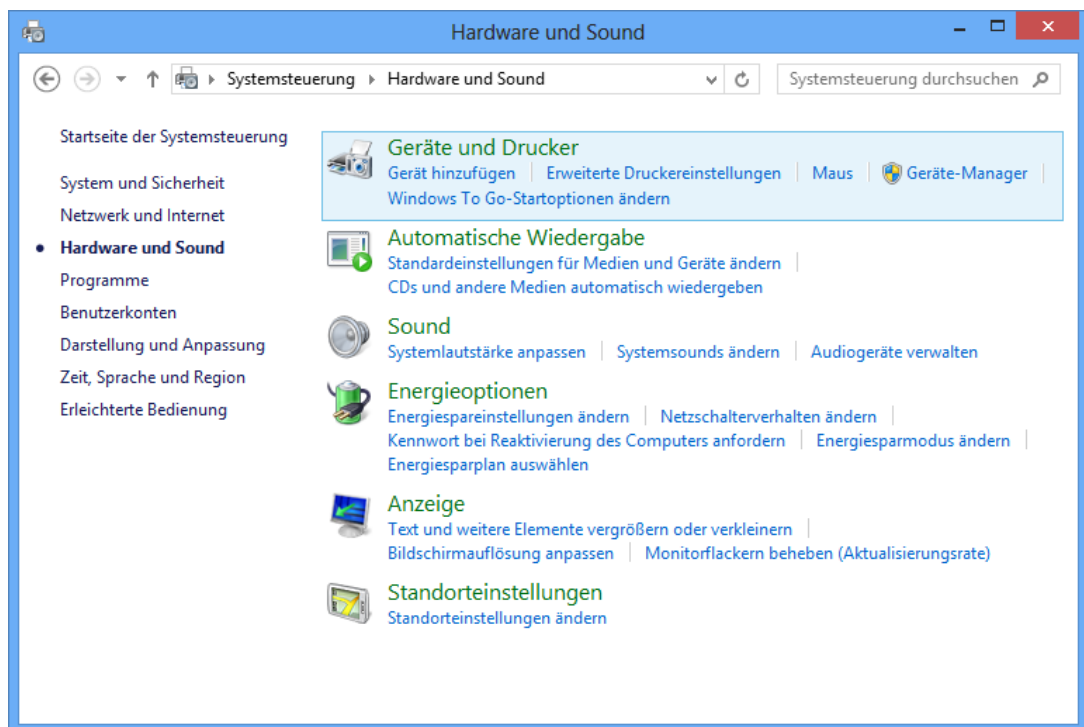 Hardware und Sound
Systemsteuerung Hardware und Sound
Systemsteuerung durchsuchen
Startseite der Systemsteuerung
System und Sicherheit
Netzwerk und Internet
Hardware und Sound
Programme
Benutzerkonten
Darstellung und Anpassung
Zeit, Sprache und Region
Erleichterte Bedienung
Geräte und Drucker
Gerät hinzufügen Erweiterte Druckereinstellungen Maus Geräte-Manager
Windows To Go-Startoptionen ändern
Automatische Wiedergabe
Standardeinstellungen für Medien und Geräte ändern
CDs und andere Medien automatisch wiedergeben
Sound
Systemlautstärke anpassen Systemsounds ändern Audiogeräte verwalten
Energieoptionen
Energiespareinstellungen ändern Netzschalterverhalten ändern
Kennwort bei Reaktivierung des Computers anfordern Energiesparmodus ändern
Energiesparplan auswählen
Anzeige
Text und weitere Elemente vergrößern oder verkleinern
Bildschirmauflösung anpassen Monitorflackern beheben (Aktualisierungsrate)
Standorteinstellungen
Standorteinstellungen ändern